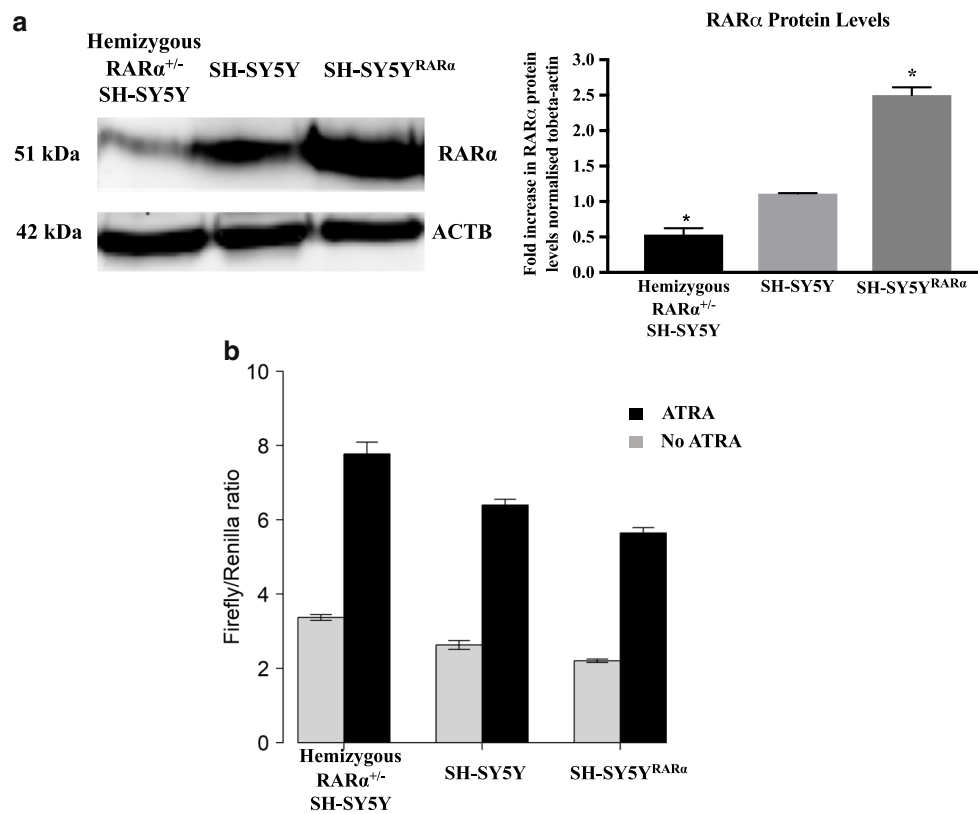 a
Hemizygous
RARα+/-
SH-SY5Y
SH-SY5Y
SH-SY5YRARα
51 kDa
RARα
42 kDa
ACTB
RARα Protein Levels
Fold increase in RARα protein
levels normalised tobeta-actin
3.0
2.5
2.0
1.5
1.0
0.5
0.0
*
*
Hemizygous
RARα+/-
SH-SY5Y
SH-SY5Y
SH-SY5YRARα
b
Firefly/Renilla ratio
10
8
6
4
2
0
ATRA
No ATRA
Hemizygous
RARα+/-
SH-SY5Y
SH-SY5Y
SH-SY5YRARα